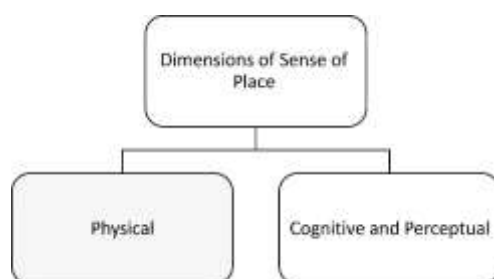 Dimensions of Sense of
Place
Physical
Cognitive and Perceptual